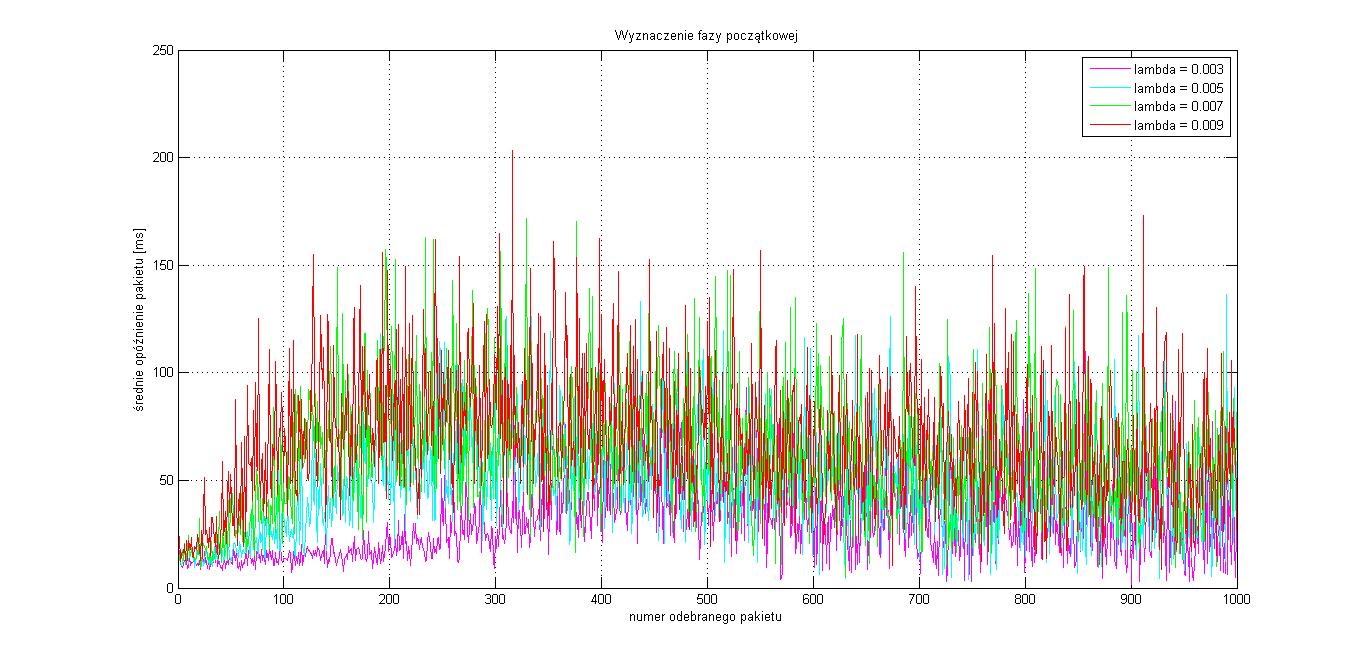 Wyznaczenie fazy początkowej
250
200
150
100
50
0
średnie opóźnienie pakietu [ms]
lambda = 0.003
lambda = 0.005
lambda = 0.007
lambda = 0.009
0 100 200 300 400 500 600 700 800 900 1000
numer odebranego pakietu